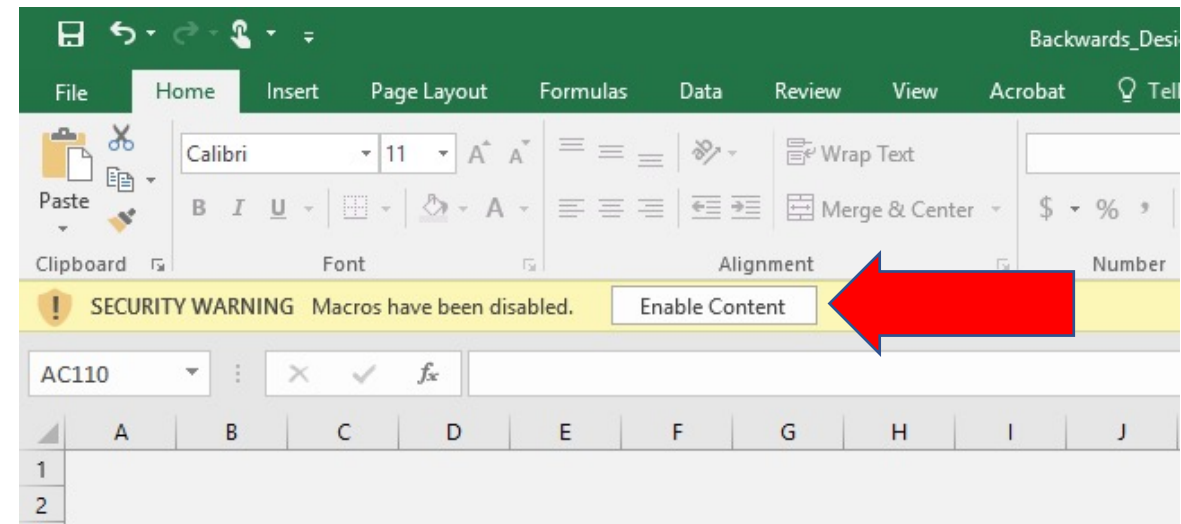 Backwards_Desi
File Home Insert Page Layout Formulas Data Review View Acrobat Tell
Calibri 11 A A Wrap Text
Paste B I U A Merge & Center $ % ,
Clipboard Font Alignment Number
! SECURITY WARNING Macros have been disabled. Enable Content
AC110 fx
A B C D E F G H I J
1
2